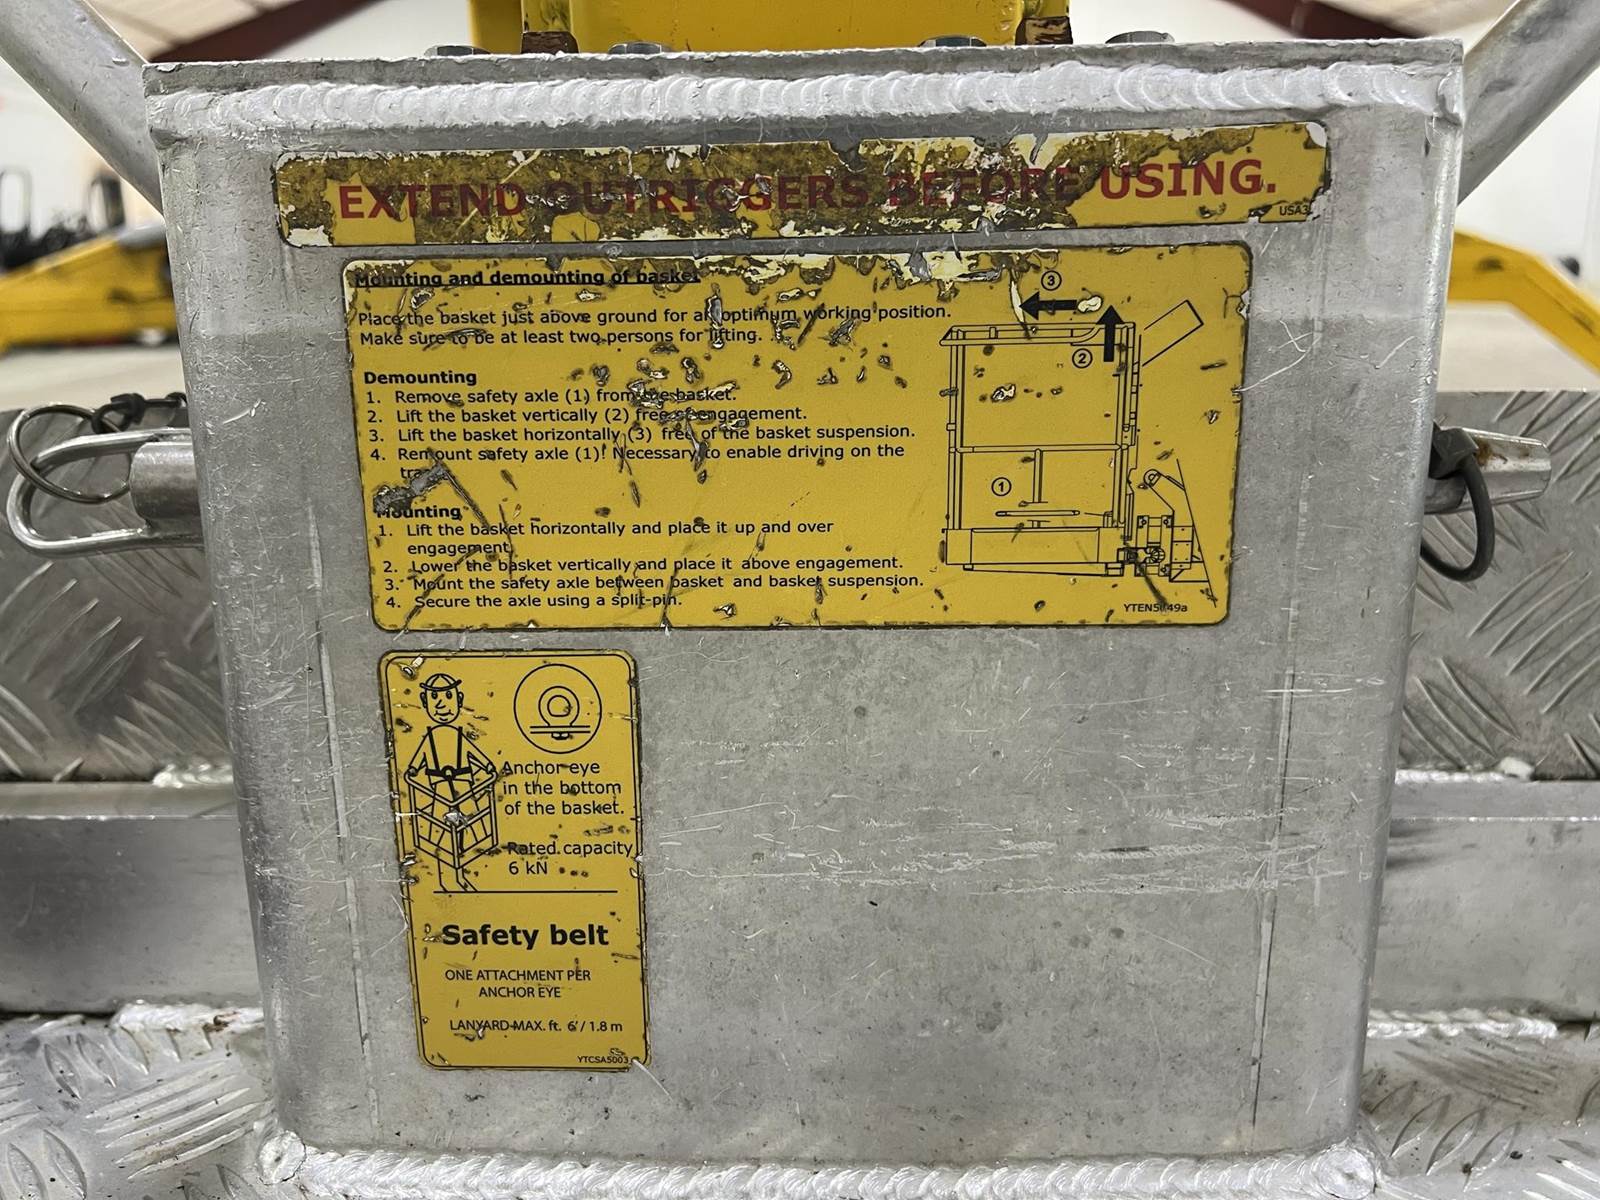 EXTEND OUTRIGGERS BEFORE USING.
Mounting and demounting of basket
Place the basket just above ground for an optimum working position.
Make sure to be at least two persons for lifting.
③
②
①
Demounting
1. Remove safety axle (1) from the basket.
2. Lift the basket vertically (2) free of engagement.
3. Lift the basket horizontally (3) free of the basket suspension.
4. Remount safety axle (1)! Necessary to enable driving on the
Mounting
1. Lift the basket horizontally and place it up and over
engagement.
2. Lower the basket vertically and place it above engagement.
3. Mount the safety axle between basket and basket suspension.
4. Secure the axle using a split-pin.
Anchor eye
in the bottom
of the basket.
Rated capacity
6 kN
Safety belt
ONE ATTACHMENT PER
ANCHOR EYE
LANYARD-MAX. ft. 6'/ 1.8 m
YTCSA5003